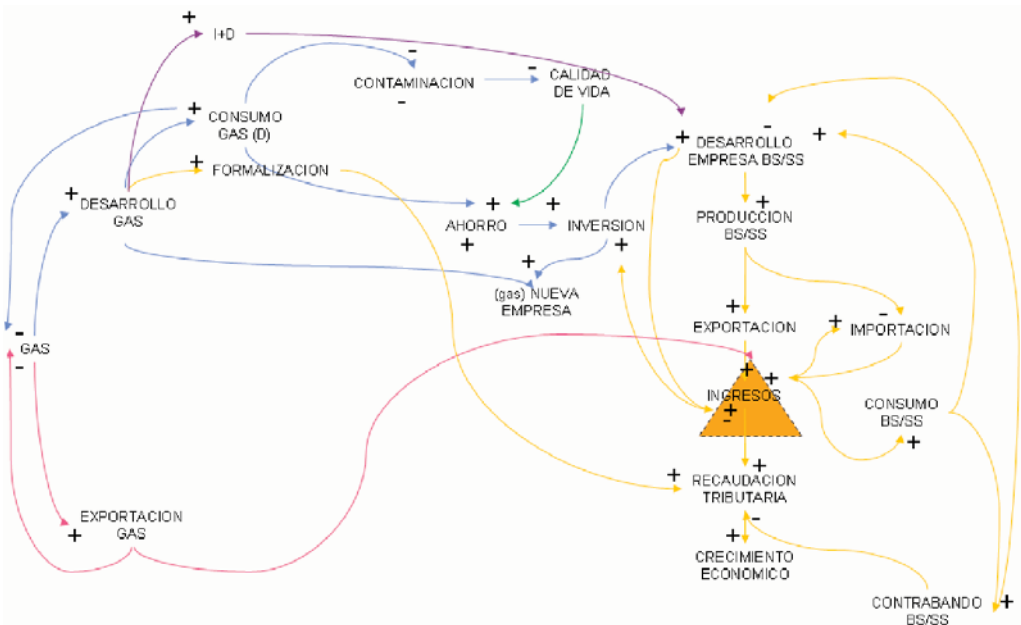 +
I+D
-
-
CONTAMINACION
-
CALIDAD
DE VIDA
+
CONSUMO
GAS (D)
+
-
+
DESARROLLO
EMPRESA BS/SS
+
FORMALIZACION
+
DESARROLLO
GAS
+
+
AHORRO
+
INVERSION
+
+
PRODUCCION
BS/SS
+
(gas) NUEVA
EMPRESA
+
EXPORTACION
+
-
IMPORTACION
-
GAS
-
+
+
INGRESOS
+
-
CONSUMO
BS/SS
+
+
+
RECAUDACION
TRIBUTARIA
EXPORTACION
GAS
+
-
+
CRECIMIENTO
ECONOMICO
CONTRABANDO
BS/SS
+